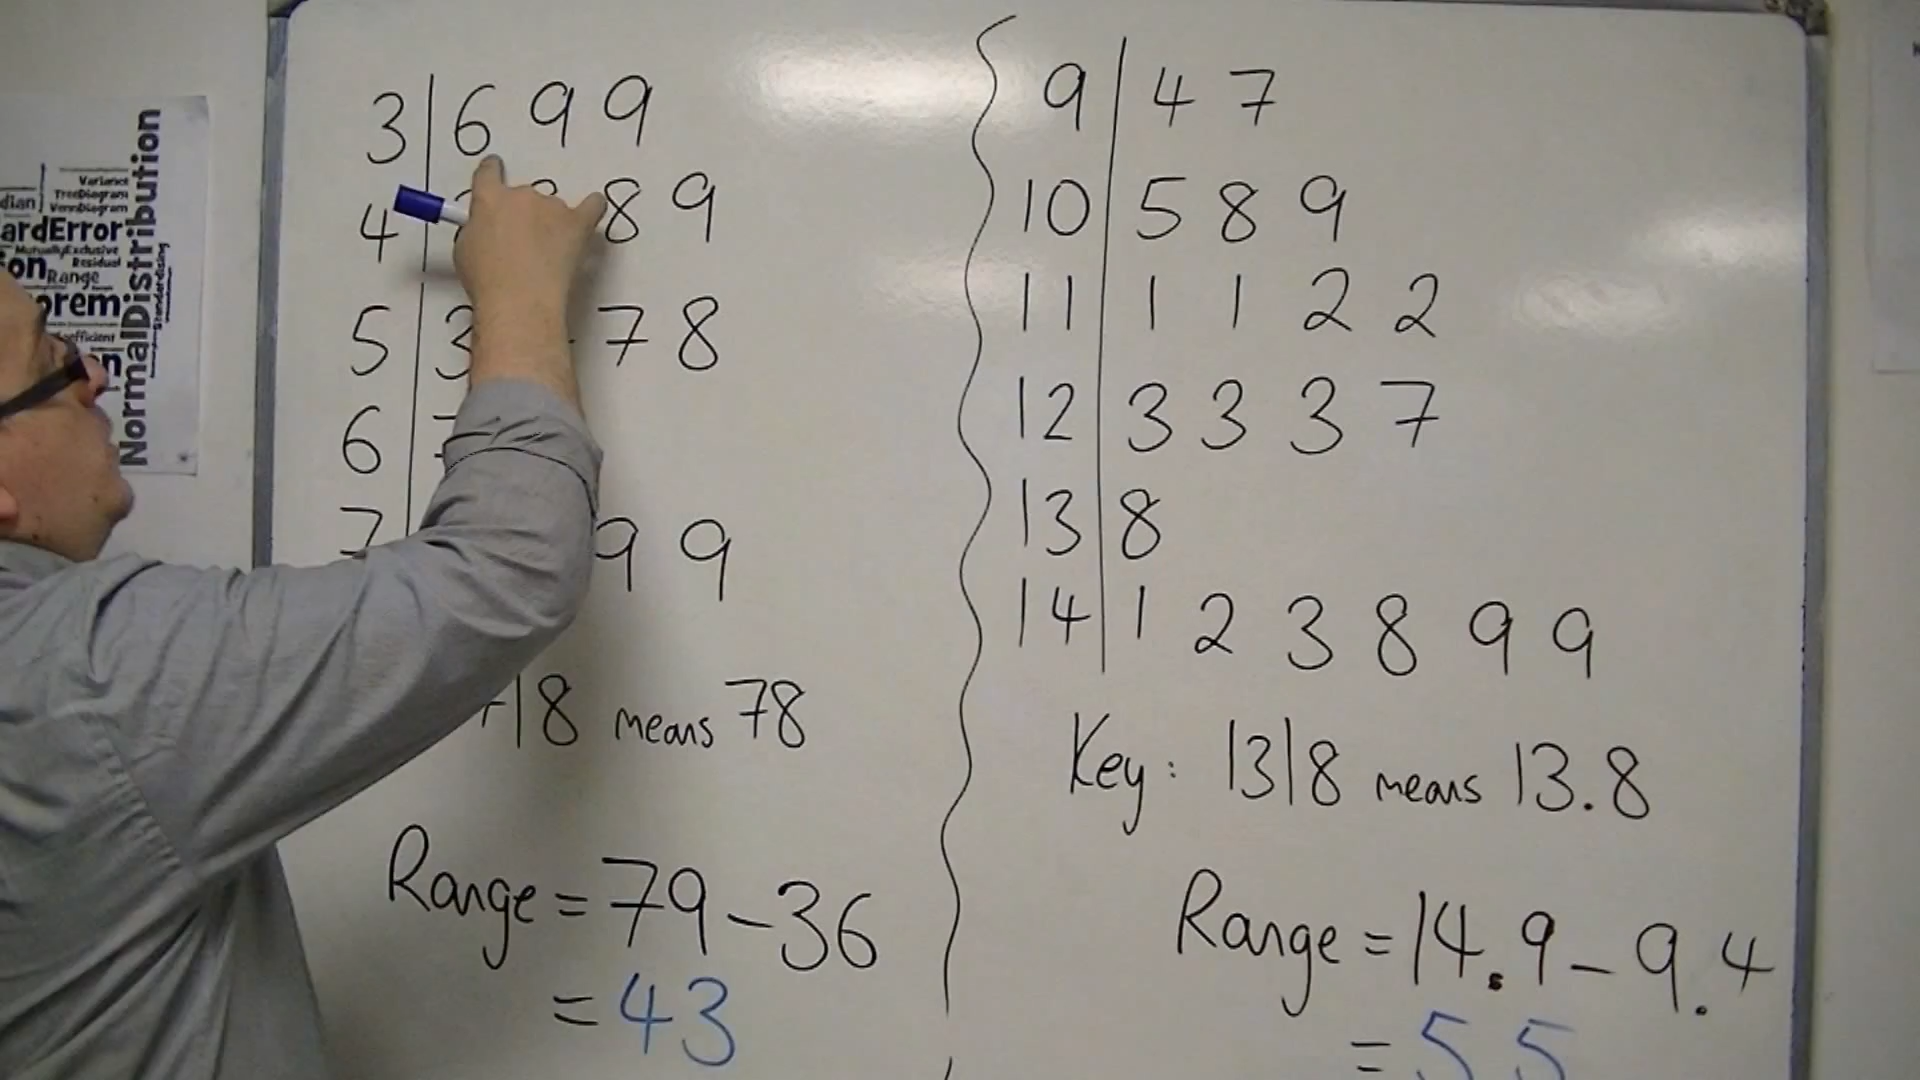 3 | 6 9 9
4 | 8 9
5 | 3 7 8
6
7 9 9
18 means 78
Range = 79 - 36
= 43
9 | 4 7
10 | 5 8 9
11 | 1 1 2 2
12 | 3 3 3 7
13 | 8
14 | 1 2 3 8 9 9
Key: 13|8 means 13.8
Range = 14.9 - 9.4
= 5 5
Variance
TreeDiagram
VennDiagram
dian
ardError
MutuallyExclusive
Residual
on
Range
orem
efficient
NormalDistribution
Standardising